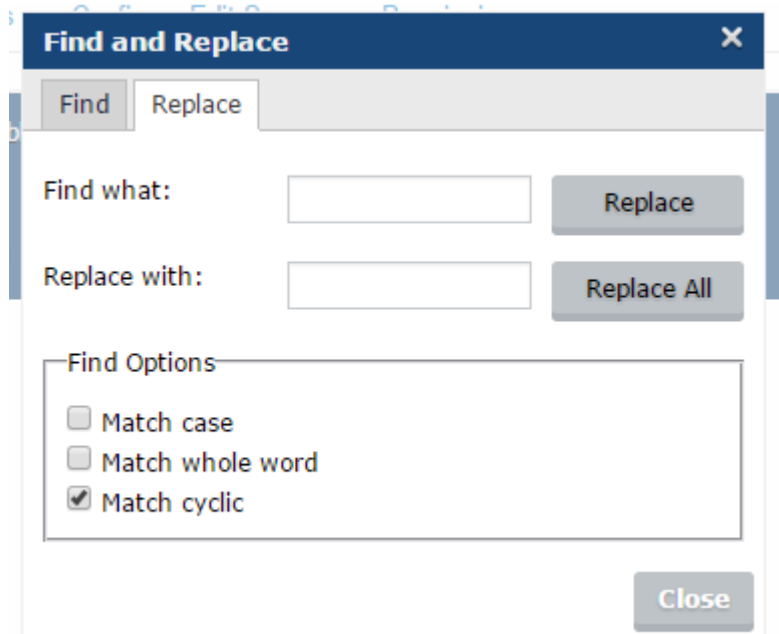 Find and Replace
Find Replace
Find what: Replace
Replace with: Replace All
Find Options
Match case
Match whole word
Match cyclic
Close